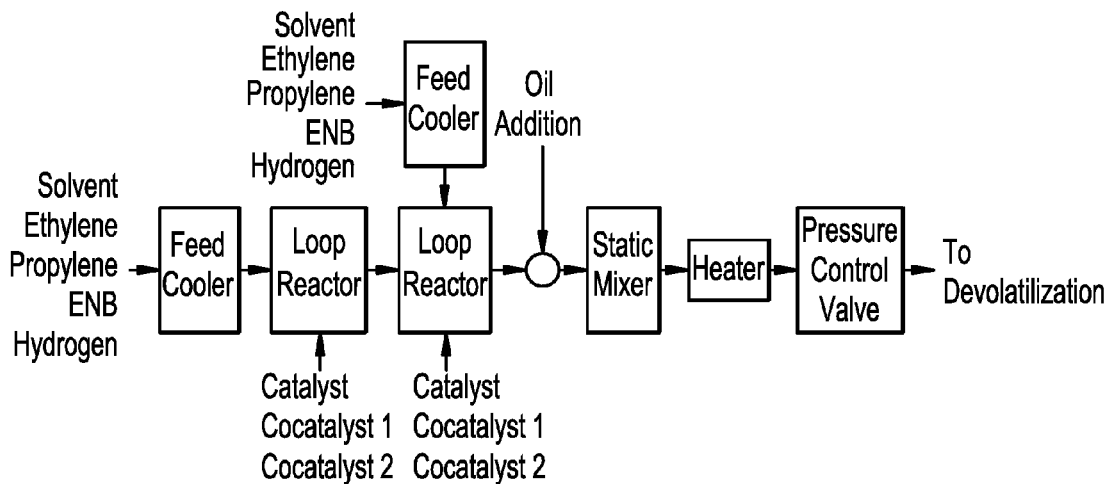 Solvent
Ethylene
Propylene
ENB
Hydrogen
Feed
Cooler
Oil
Addition
Solvent
Ethylene
Propylene
ENB
Hydrogen
Feed
Cooler
Loop
Reactor
Loop
Reactor
Static
Mixer
Heater
Pressure
Control
Valve
To
Devolatilization
Catalyst
Cocatalyst 1
Cocatalyst 2
Catalyst
Cocatalyst 1
Cocatalyst 2